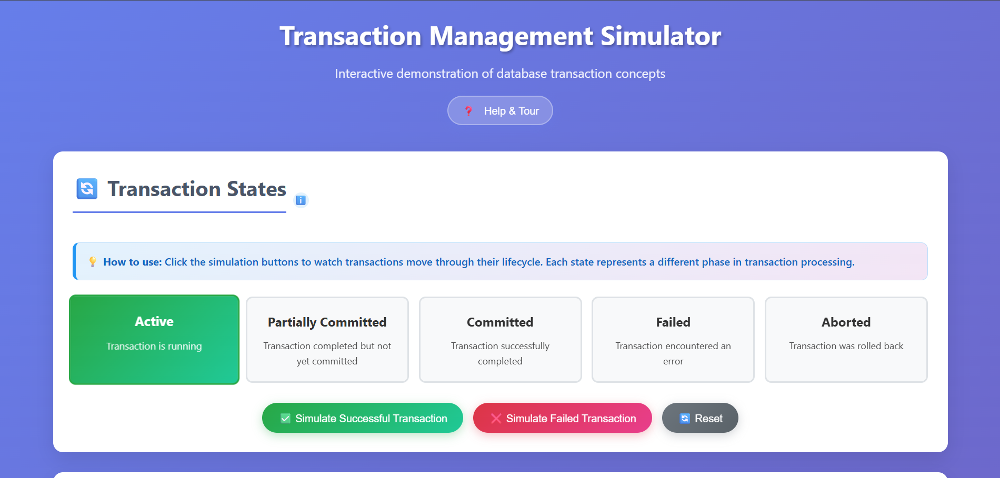 Transaction Management Simulator
Interactive demonstration of database transaction concepts
❓ Help & Tour
🔄 Transaction States ℹ️
💡 How to use: Click the simulation buttons to watch transactions move through their lifecycle. Each state represents a different phase in transaction processing.
Active
Transaction is running
Partially Committed
Transaction completed but not
yet committed
Committed
Transaction successfully
completed
Failed
Transaction encountered an
error
Aborted
Transaction was rolled back
✅ Simulate Successful Transaction
❌ Simulate Failed Transaction
🔄 Reset